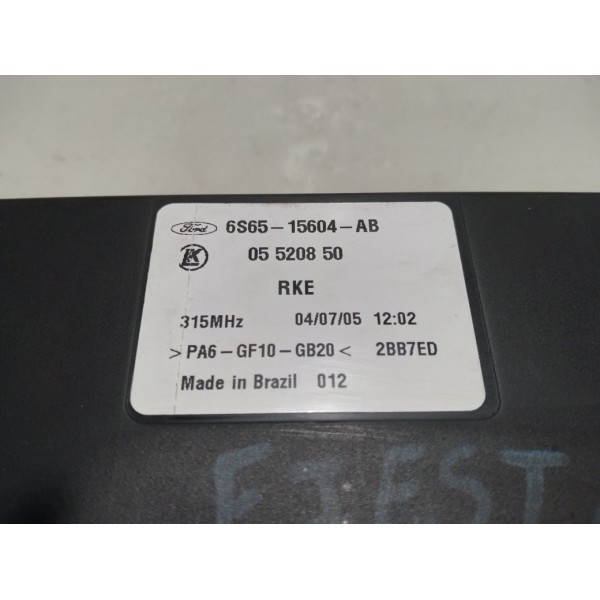 Ford 6S65-15604-AB
LK 05 5208 50
RKE
315MHz 04/07/05 12:02
>PA6-GF10-GB20< 2BB7ED
Made in Brazil 012